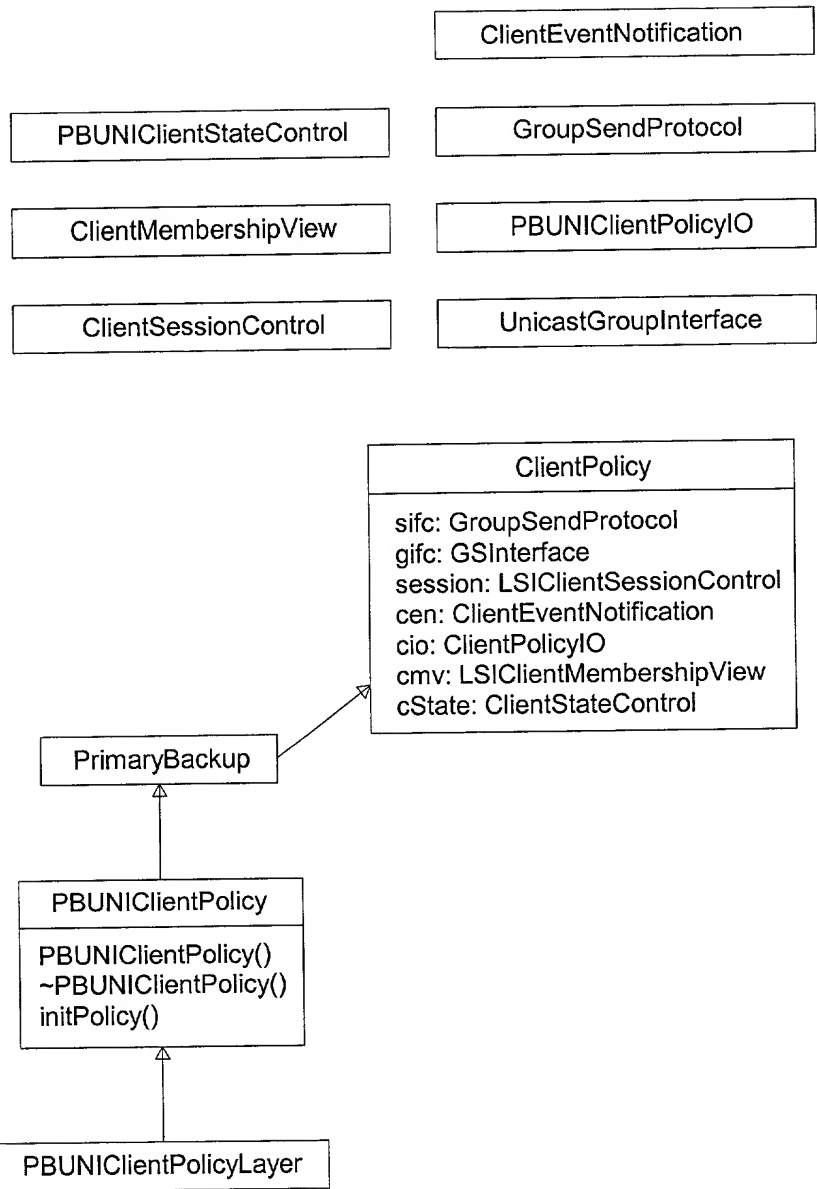 ClientEventNotification
PBUNIClientStateControl
GroupSendProtocol
ClientMembershipView
PBUNIClientPolicyIO
ClientSessionControl
UnicastGroupInterface
ClientPolicy
sifc: GroupSendProtocol
gifc: GSInterface
session: LSIClientSessionControl
cen: ClientEventNotification
cio: ClientPolicyIO
cmv: LSIClientMembershipView
cState: ClientStateControl
PrimaryBackup
PBUNIClientPolicy
PBUNIClientPolicy()
~PBUNIClientPolicy()
initPolicy()
PBUNIClientPolicyLayer